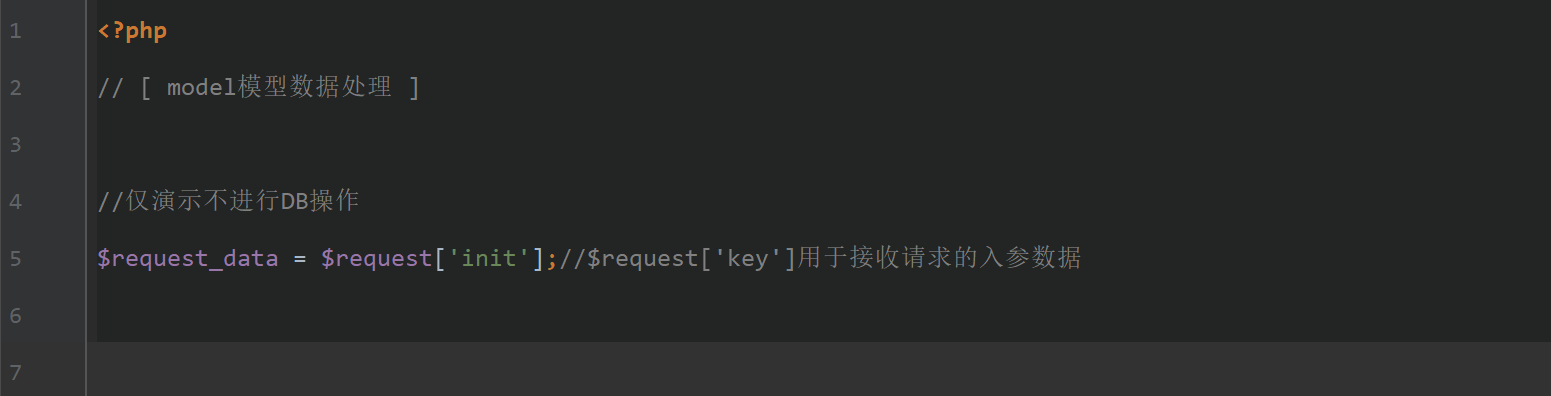 1 <?php
2 // [ model模型数据处理 ]
3
4 //仅演示不进行DB操作
5 $request_data = $request['init'];//$request['key']用于接收请求的入参数据
6
7